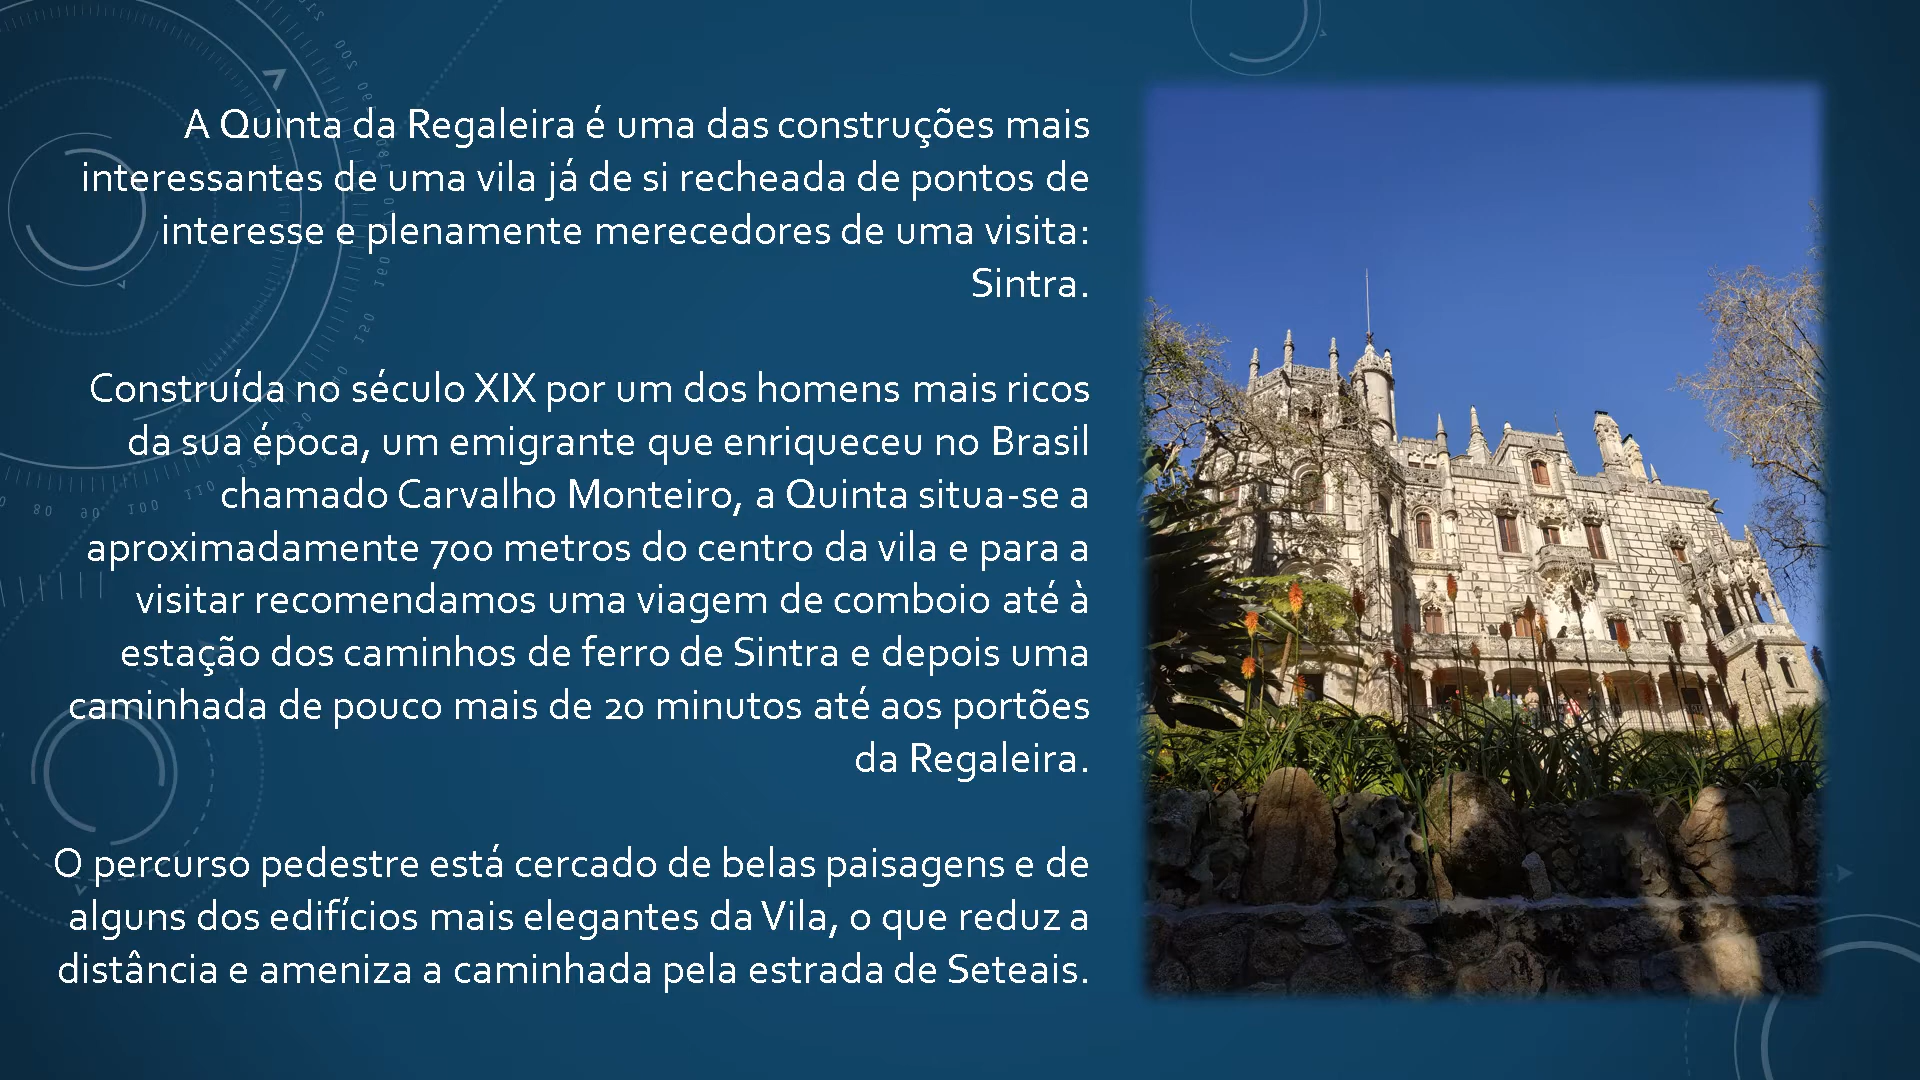 A Quinta da Regaleira é uma das construções mais
interessantes de uma vila já de si recheada de pontos de
interesse e plenamente merecedores de uma visita:
Sintra.
Construída no século XIX por um dos homens mais ricos
da sua época, um emigrante que enriqueceu no Brasil
chamado Carvalho Monteiro, a Quinta situa-se a
aproximadamente 700 metros do centro da vila e para a
visitar recomendamos uma viagem de comboio até à
estação dos caminhos de ferro de Sintra e depois uma
caminhada de pouco mais de 20 minutos até aos portões
da Regaleira.
O percurso pedestre está cercado de belas paisagens e de
alguns dos edifícios mais elegantes da Vila, o que reduz a
distância e ameniza a caminhada pela estrada de Seteais.